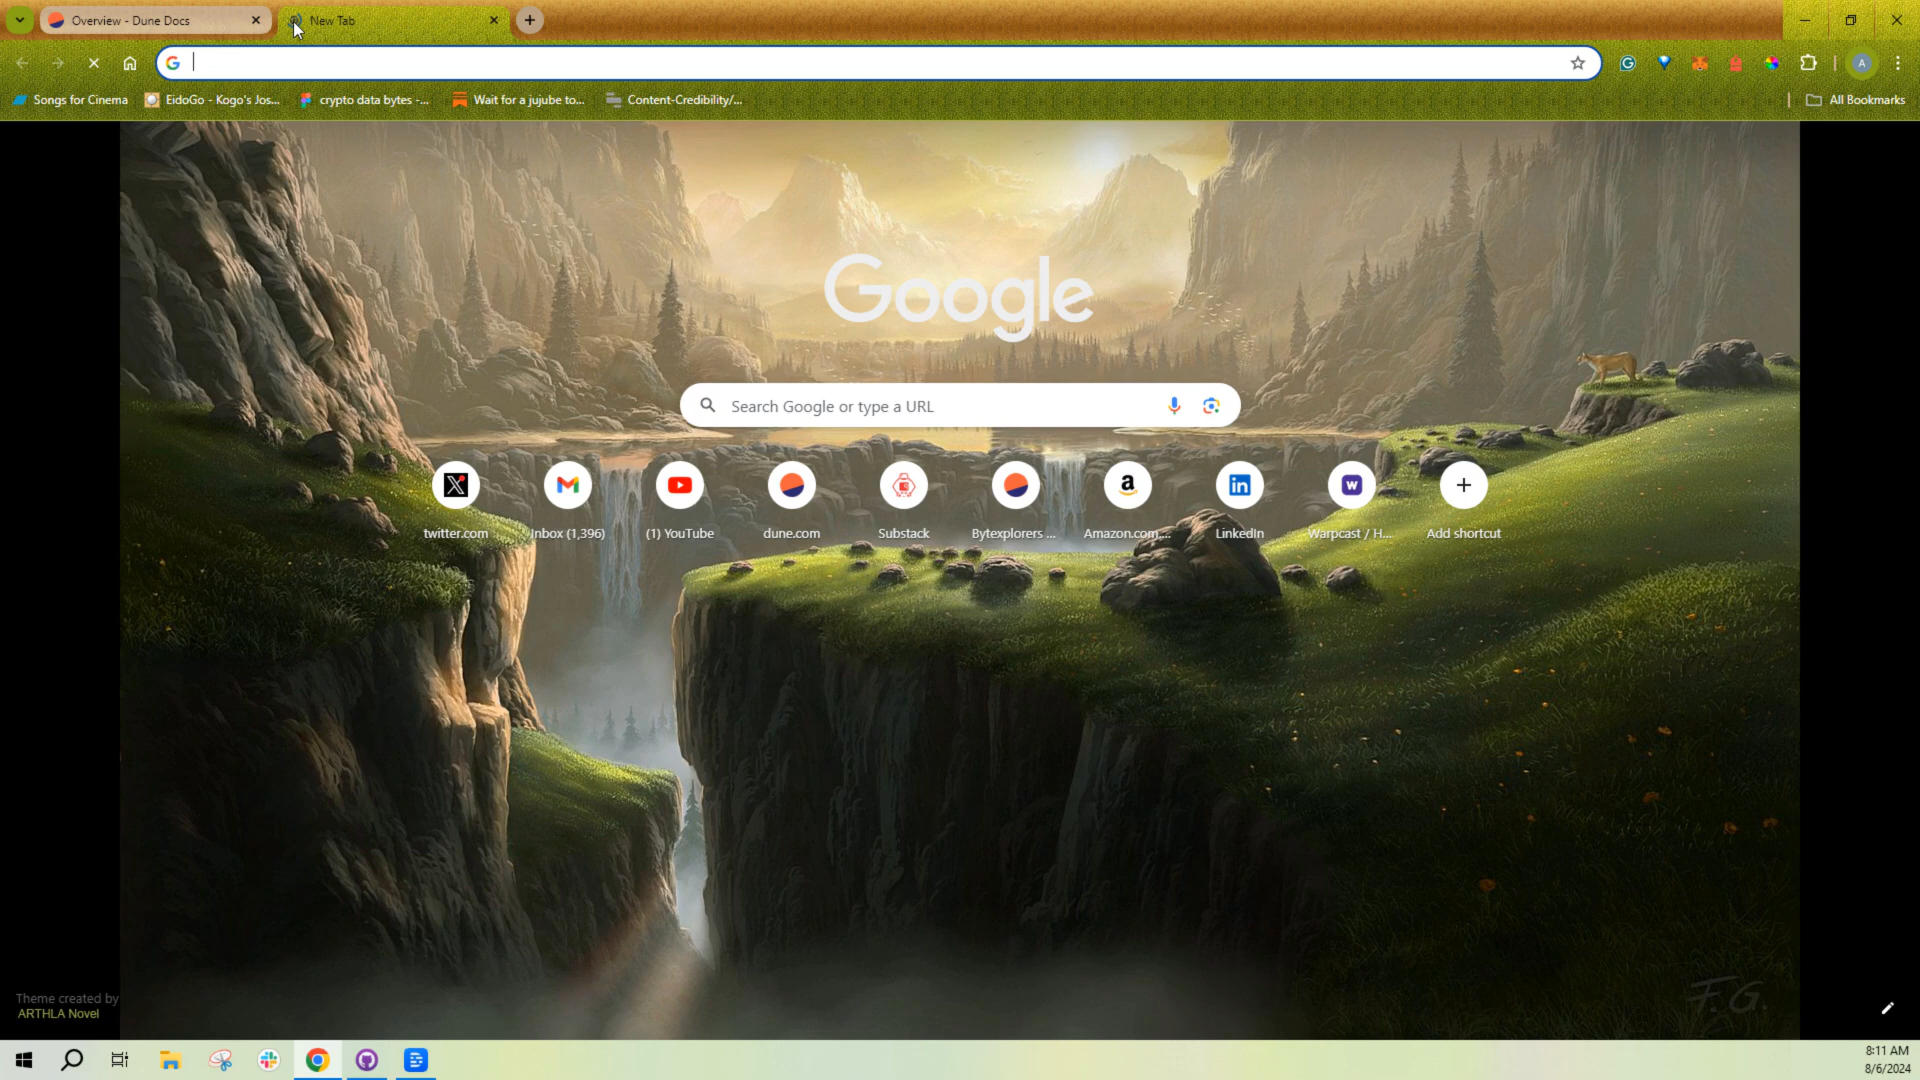 Overview - Dune Docs
New Tab
Songs for Cinema
EidoGo - Kogo's Jos...
crypto data bytes -...
Wait for a jujube to...
Content-Credibility/...
All Bookmarks
Google
Search Google or type a URL
twitter.com
Inbox (1,396)
(1) YouTube
dune.com
Substack
Bytexplorers ...
Amazon.com,...
LinkedIn
Warpcast / H...
Add shortcut
F.G.
Theme created by
ARTHLA Novel
8:11 AM
8/6/2024